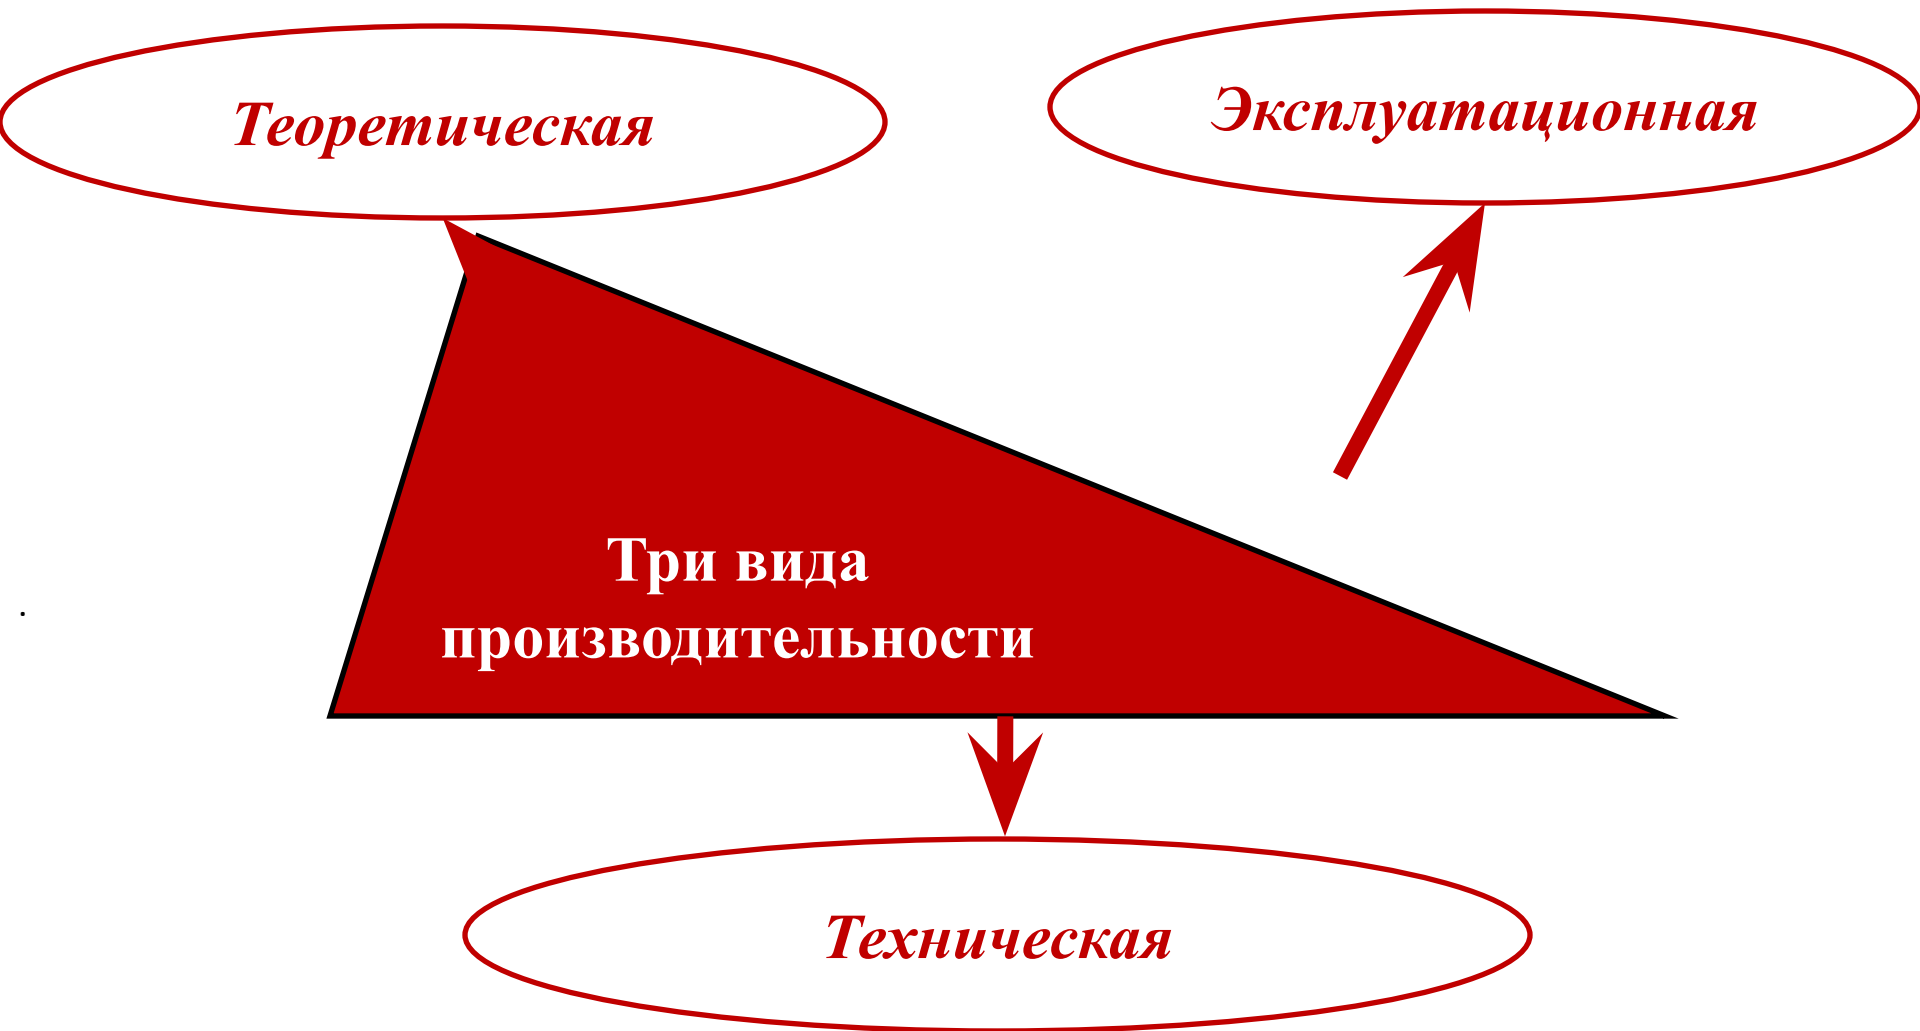 Теоретическая
Эксплуатационная
Три вида
производительности
.
Техническая